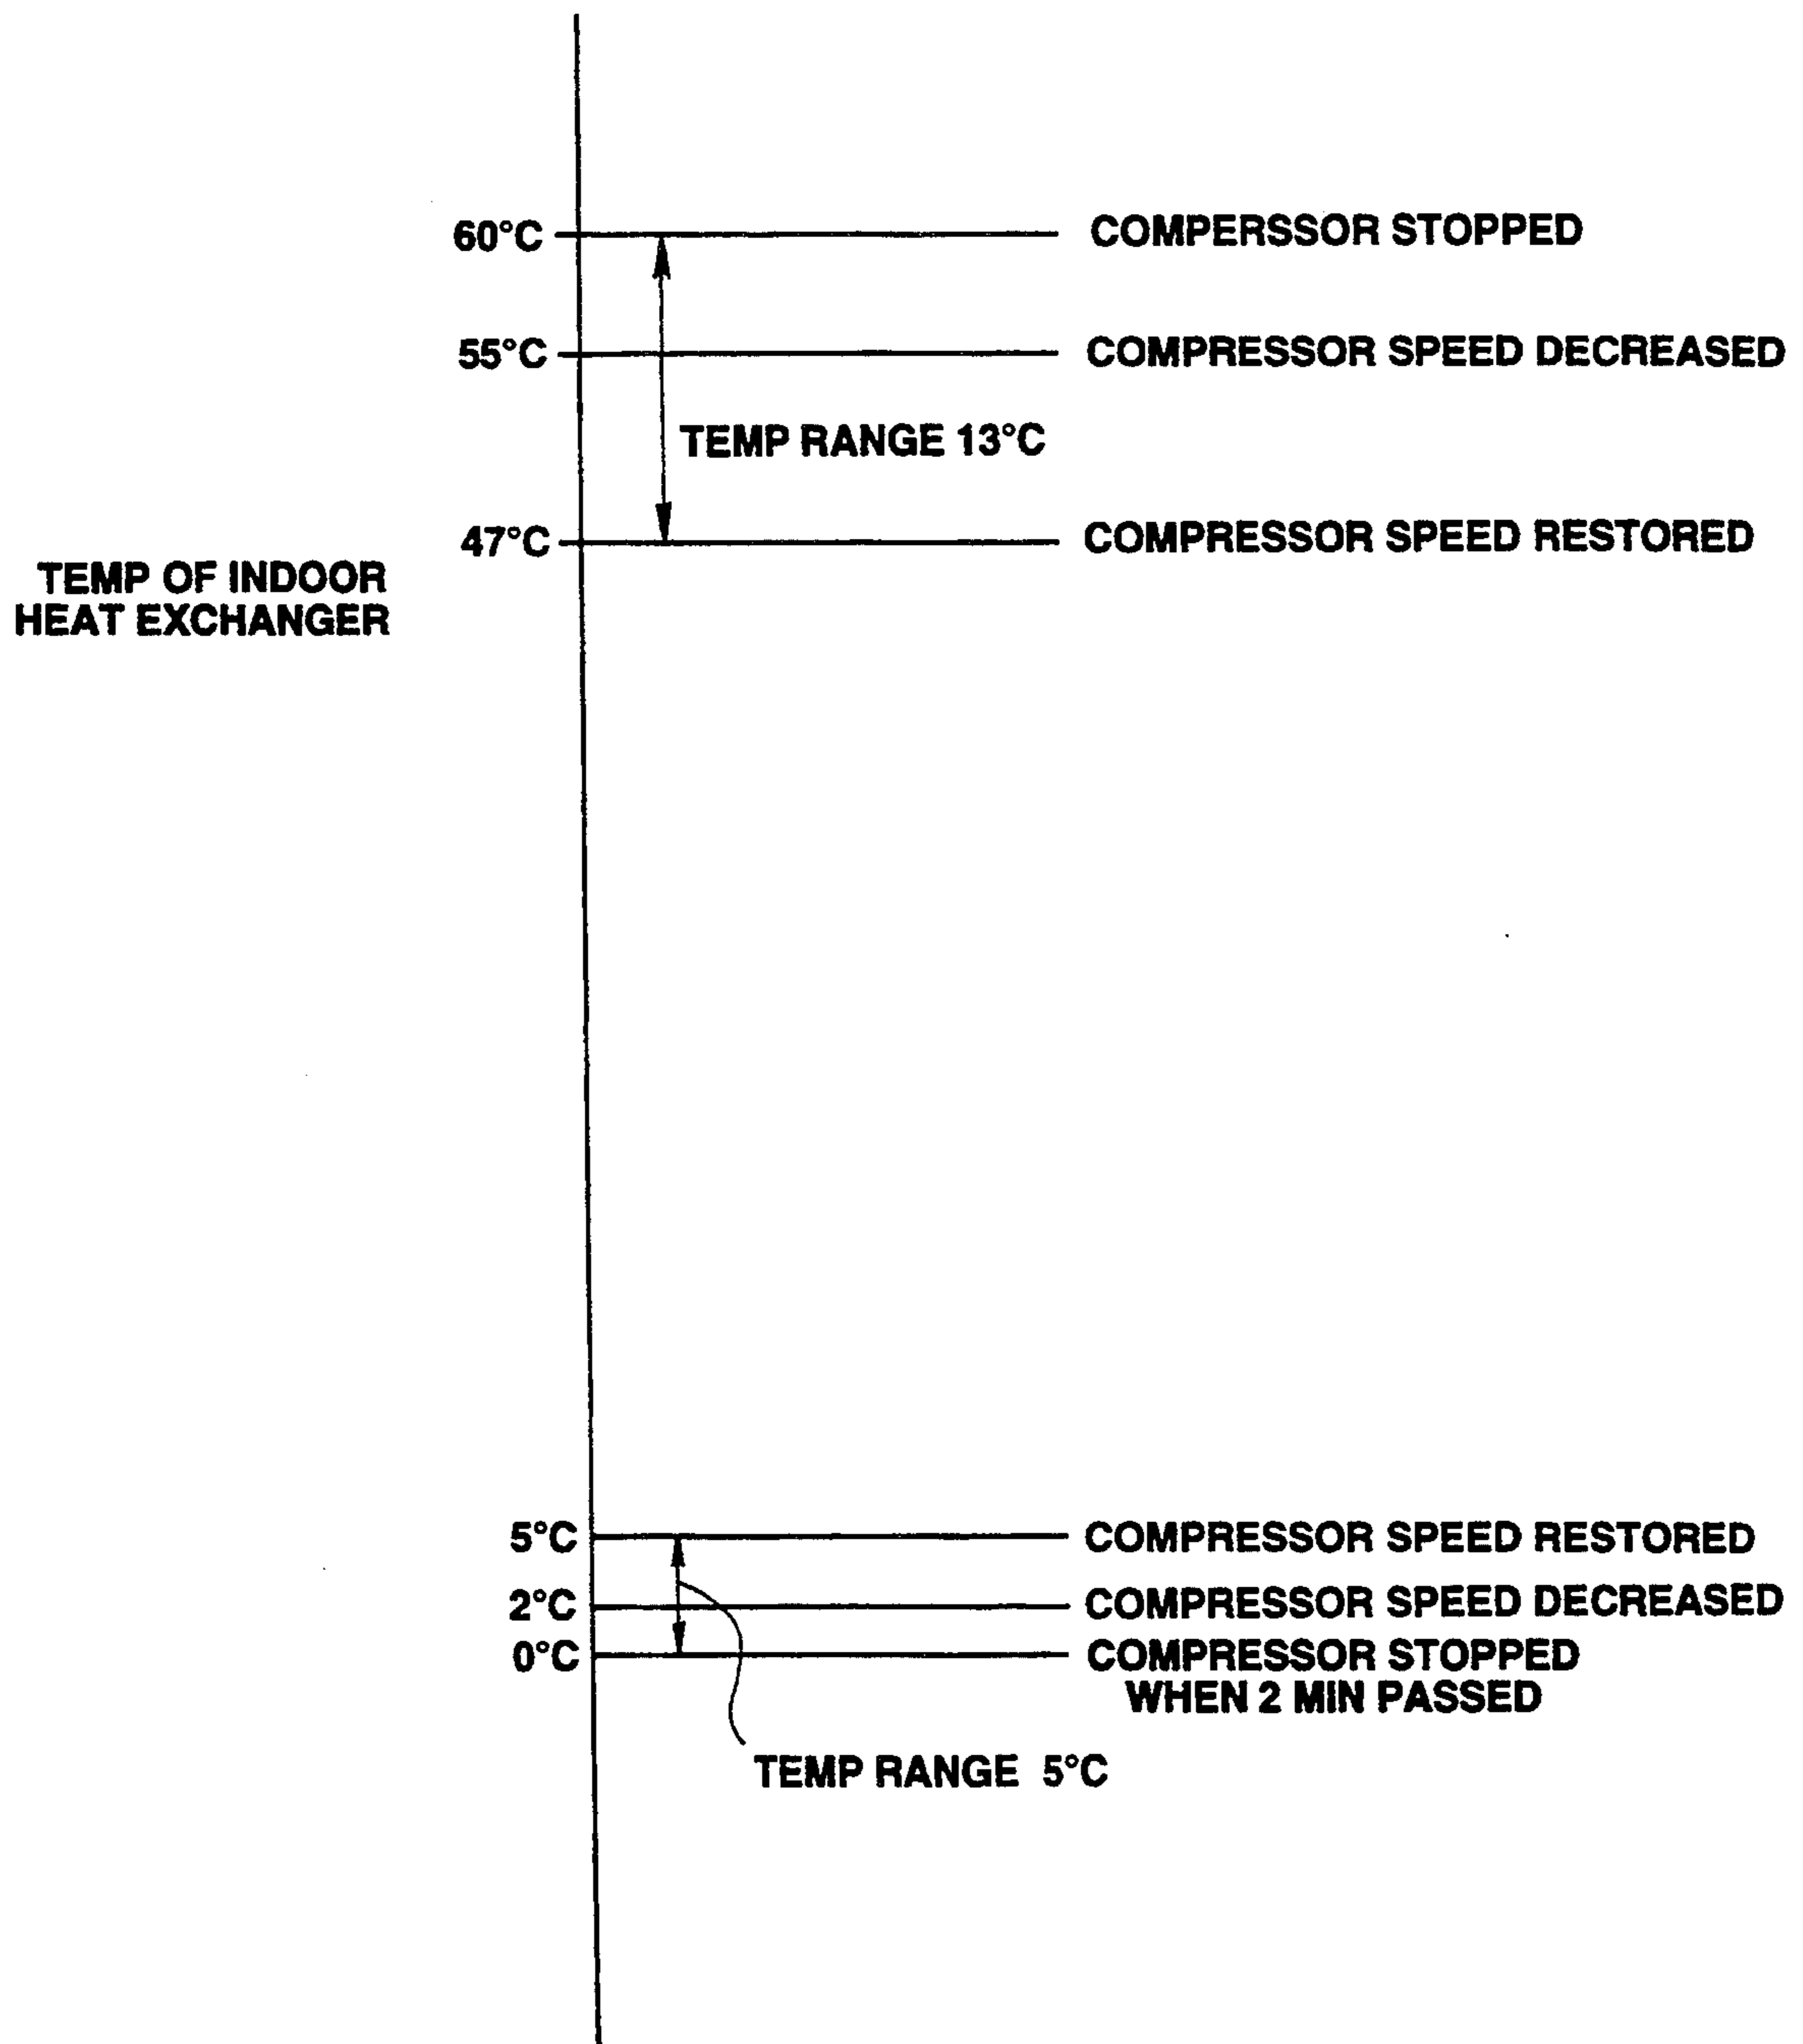 60°C COMPERSSOR STOPPED
55°C COMPRESSOR SPEED DECREASED
TEMP RANGE 13°C
47°C COMPRESSOR SPEED RESTORED
TEMP OF INDOOR
HEAT EXCHANGER
5°C COMPRESSOR SPEED RESTORED
2°C COMPRESSOR SPEED DECREASED
0°C COMPRESSOR STOPPED
WHEN 2 MIN PASSED
TEMP RANGE 5°C